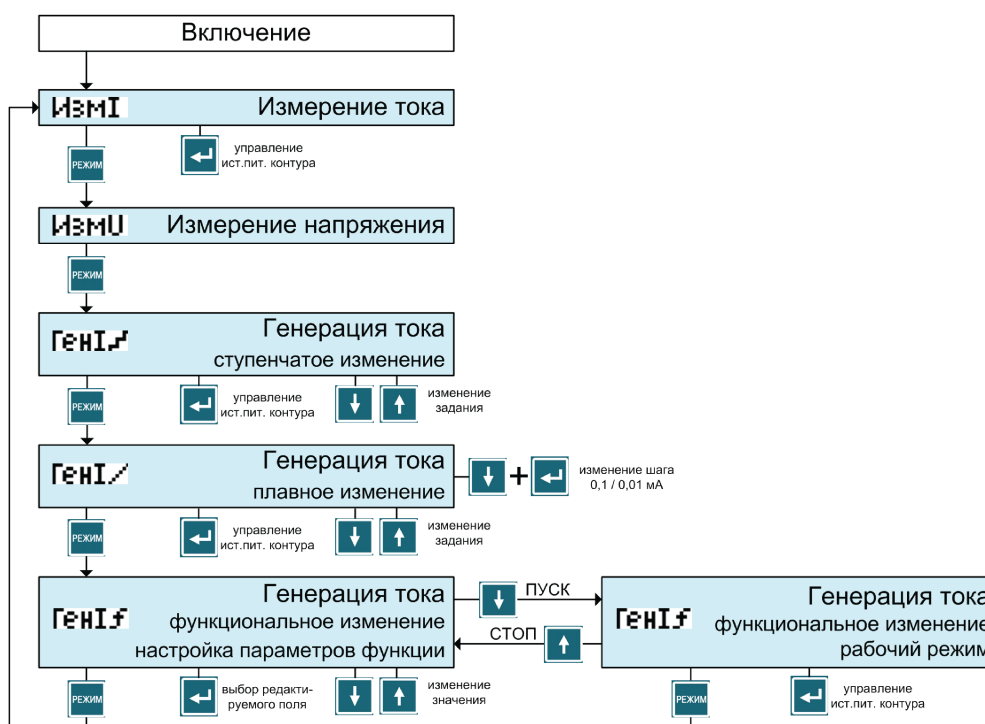 Включение
ИзмI Измерение тока
РЕЖИМ
управление
ист.пит. контура
ИзмU Измерение напряжения
РЕЖИМ
ГенI Генерация тока
ступенчатое изменение
РЕЖИМ
управление
ист.пит. контура
изменение
задания
ГенI Генерация тока
плавное изменение
+
изменение шага
0,1 / 0,01 мА
РЕЖИМ
управление
ист.пит. контура
изменение
задания
ГенIf Генерация тока
функциональное изменение
настройка параметров функции
ПУСК
СТОП
ГенIf Генерация тока
функциональное изменение
рабочий режим
РЕЖИМ
выбор редакти-
руемого поля
изменение
значения
РЕЖИМ
управление
ист.пит. контура